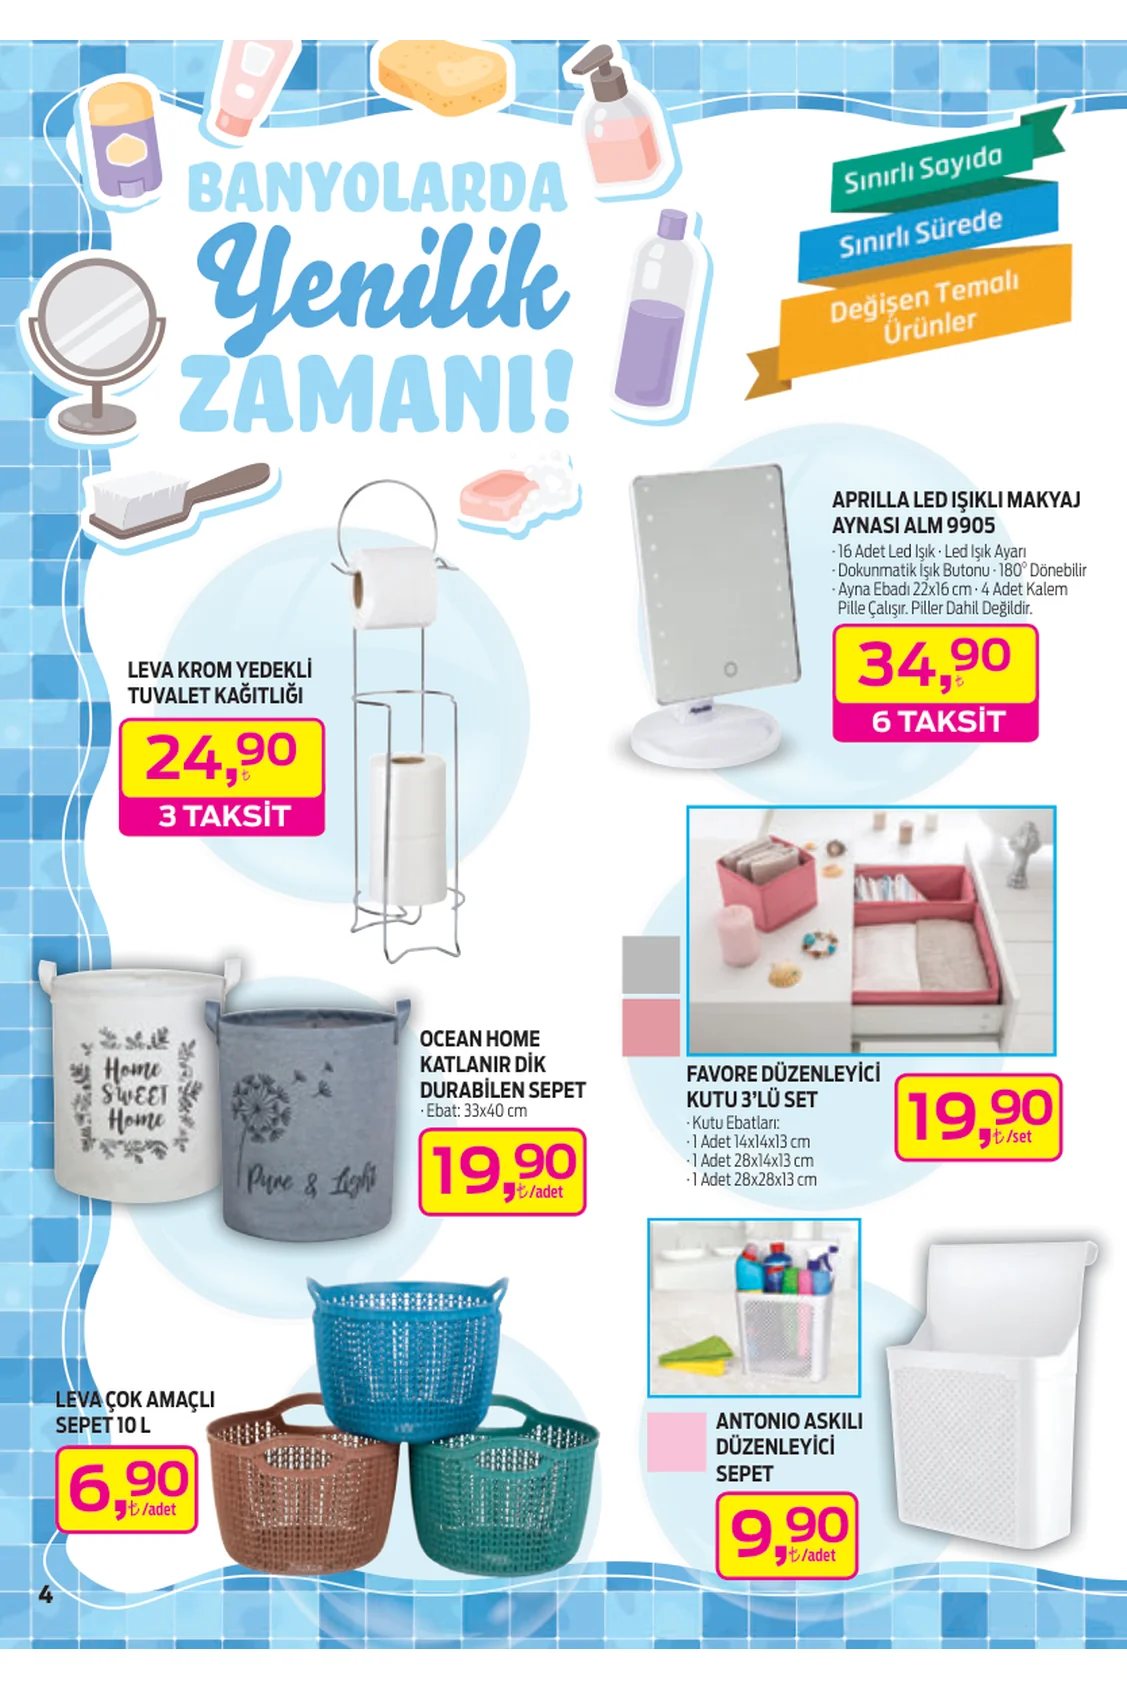 BANYOLARDA
Yenilik
ZAMANI!
Sınırlı Sayıda
Sınırlı Sürede
Değişen Temalı
Ürünler
APRILLA LED IŞIKLI MAKYAJ
AYNASI ALM 9905
· 16 Adet Led Işık · Led Işık Ayarı
· Dokunmatik Işık Butonu · 180° Dönebilir
· Ayna Ebadı 22x16 cm · 4 Adet Kalem
Pille Çalışır. Piller Dahil Değildir.
34,90 ₺
6 TAKSİT
LEVA KROM YEDEKLİ
TUVALET KAĞITLIĞI
24,90 ₺
3 TAKSİT
Home
SWEET
Home
Pure & Light
OCEAN HOME
KATLANIR DİK
DURABİLEN SEPET
· Ebat: 33x40 cm
19,90 ₺/adet
FAVORE DÜZENLEYİCİ
KUTU 3'LÜ SET
· Kutu Ebatları:
· 1 Adet 14x14x13 cm
· 1 Adet 28x14x13 cm
· 1 Adet 28x28x13 cm
19,90 ₺/set
LEVA ÇOK AMAÇLI
SEPET 10 L
6,90 ₺/adet
ANTONIO ASKILI
DÜZENLEYİCİ
SEPET
9,90 ₺/adet
4